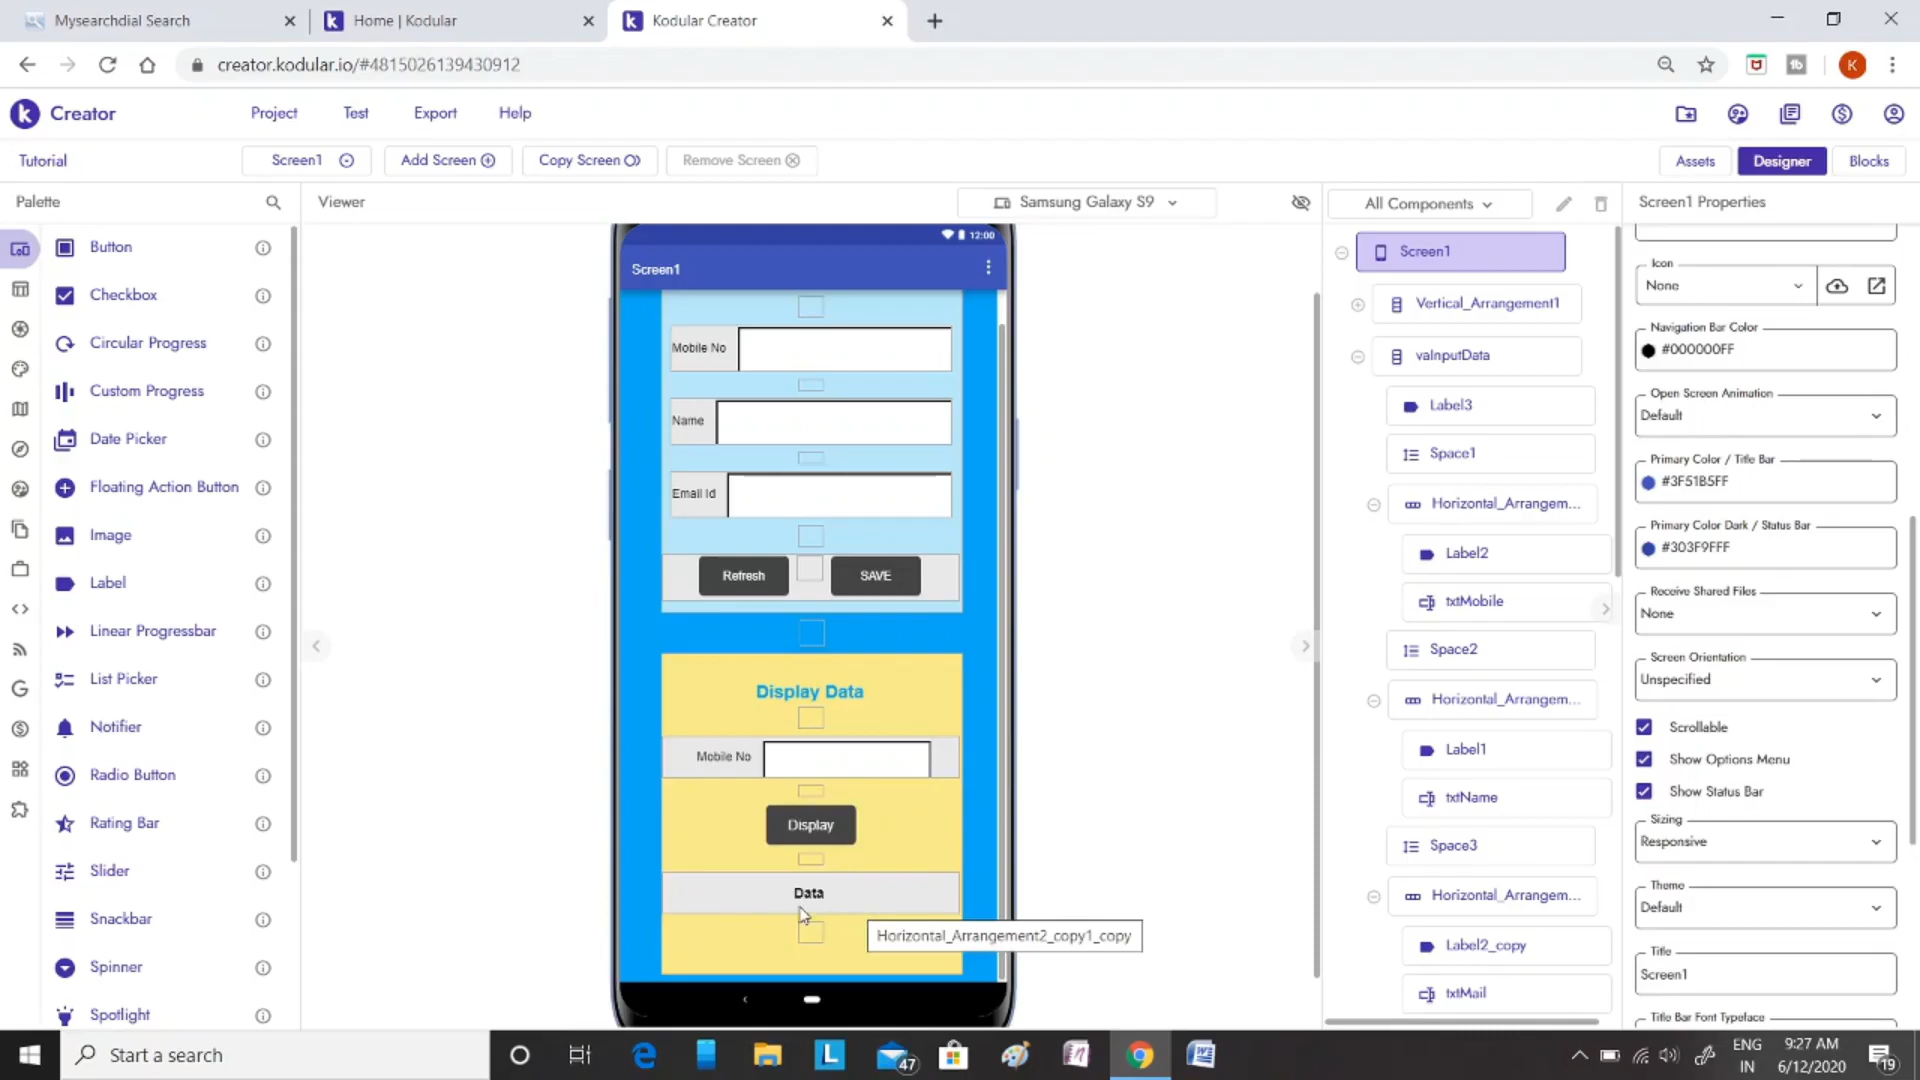 Mysearchdial Search
Home | Kodular
Kodular Creator
creator.kodular.io/#4815026139430912
K
Creator
Project
Test
Export
Help
Tutorial
Screen1
Add Screen
Copy Screen
Remove Screen
Assets
Designer
Blocks
Palette
Viewer
Samsung Galaxy S9
All Components
Screen1 Properties
Button
Checkbox
Circular Progress
Custom Progress
Date Picker
Floating Action Button
Image
Label
Linear Progressbar
List Picker
Notifier
Radio Button
Rating Bar
Slider
Snackbar
Spinner
Spotlight
12:00
Screen1
Mobile No
Name
Email Id
Refresh
SAVE
Display Data
Mobile No
Display
Data
Horizontal_Arrangement2_copy1_copy
Screen1
Vertical_Arrangement1
vaInputData
Label3
Space1
Horizontal_Arrangem...
Label2
txtMobile
Space2
Horizontal_Arrangem...
Label1
txtName
Space3
Horizontal_Arrangem...
Label2_copy
txtMail
Icon
None
Navigation Bar Color
#000000FF
Open Screen Animation
Default
Primary Color / Title Bar
#3F51B5FF
Primary Color Dark / Status Bar
#303F9FFF
Receive Shared Files
None
Screen Orientation
Unspecified
Scrollable
Show Options Menu
Show Status Bar
Sizing
Responsive
Theme
Default
Title
Screen1
Title Bar Font Typeface
Start a search
47
ENG
IN
9:27 AM
6/12/2020
19